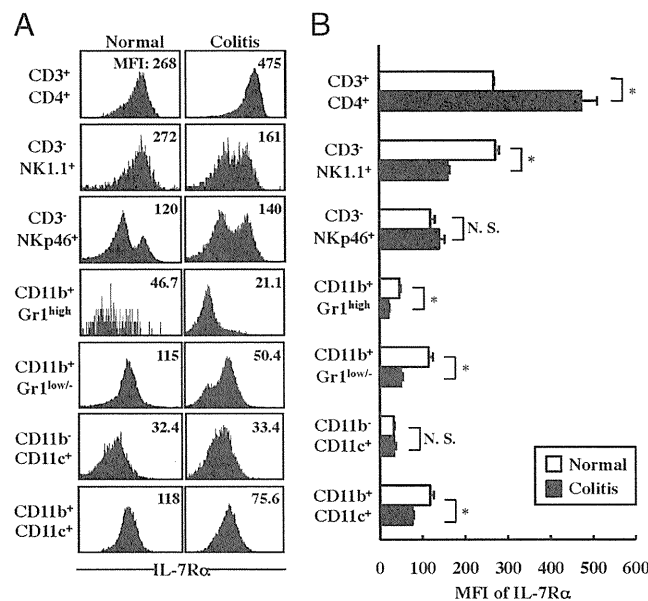 A
Normal Colitis
CD3+
CD4+
MFI: 268
475
CD3-
NK1.1+
272
161
CD3-
NKp46+
120
140
CD11b+
Gr1high
46.7
21.1
CD11b+
Gr1low/-
115
50.4
CD11b-
CD11c+
32.4
33.4
CD11b+
CD11c+
118
75.6
IL-7Rα
B
CD3+
CD4+
*
CD3-
NK1.1+
*
CD3-
NKp46+
N. S.
CD11b+
Gr1high
*
CD11b+
Gr1low/-
*
CD11b-
CD11c+
N. S.
CD11b+
CD11c+
*
Normal
Colitis
0 100 200 300 400 500 600
MFI of IL-7Rα